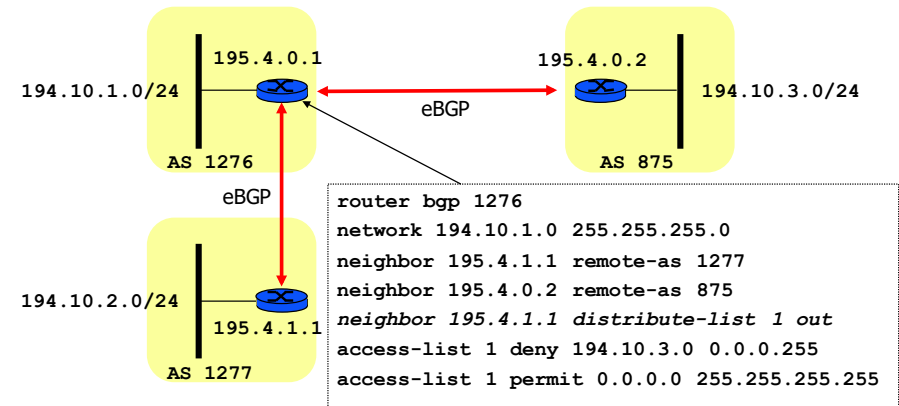 195.4.0.1
195.4.0.2
194.10.1.0/24
194.10.3.0/24
eBGP
AS 1276
AS 875
eBGP
router bgp 1276
network 194.10.1.0 255.255.255.0
neighbor 195.4.1.1 remote-as 1277
neighbor 195.4.0.2 remote-as 875
neighbor 195.4.1.1 distribute-list 1 out
access-list 1 deny 194.10.3.0 0.0.0.255
access-list 1 permit 0.0.0.0 255.255.255.255
194.10.2.0/24
195.4.1.1
AS 1277